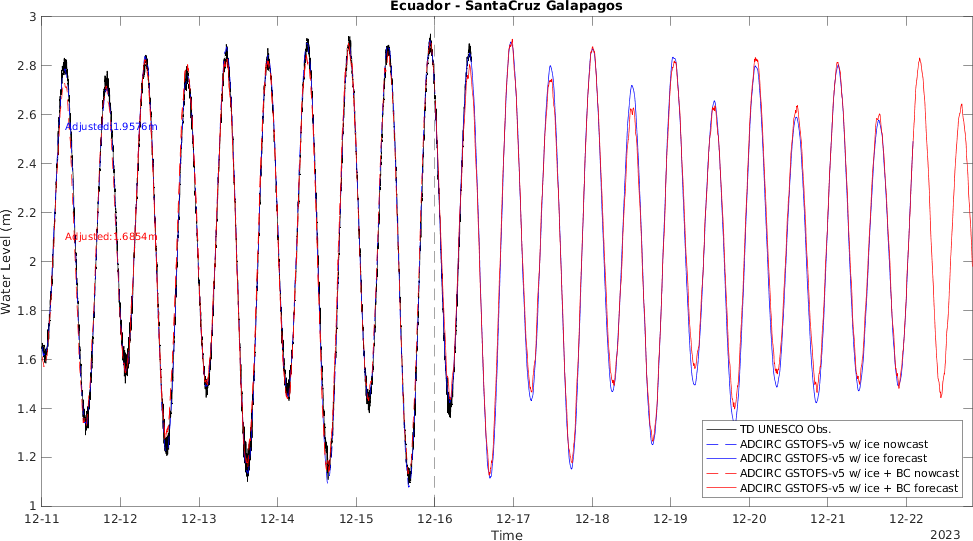 Ecuador - SantaCruz Galapagos
3
2.8
2.6
2.4
2.2
2
1.8
1.6
1.4
1.2
1
Water Level (m)
Adjusted:1.9576m
Adjusted:1.6854m
TD UNESCO Obs.
ADCIRC GSTOFS-v5 w/ ice nowcast
ADCIRC GSTOFS-v5 w/ ice forecast
ADCIRC GSTOFS-v5 w/ ice + BC nowcast
ADCIRC GSTOFS-v5 w/ ice + BC forecast
12-11 12-12 12-13 12-14 12-15 12-16 12-17 12-18 12-19 12-20 12-21 12-22
Time
2023